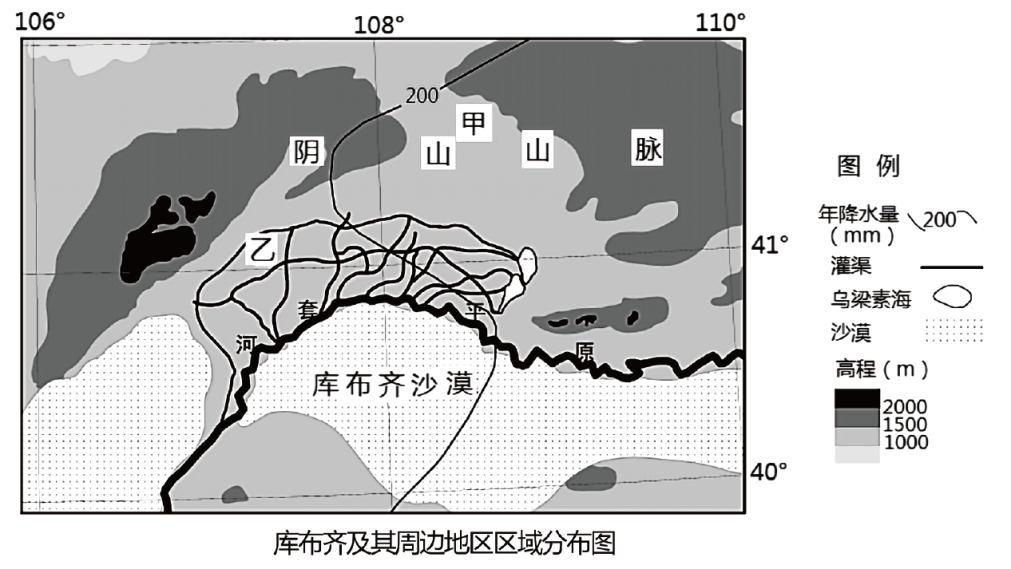 106° 108° 110°
200
甲
阴 山 山 脉
乙
41°
套 平
河 原
库布齐沙漠
40°
图 例
年降水量
（mm） 200
灌渠
乌梁素海
沙漠
高程（m）
2000
1500
1000
库布齐及其周边地区区域分布图